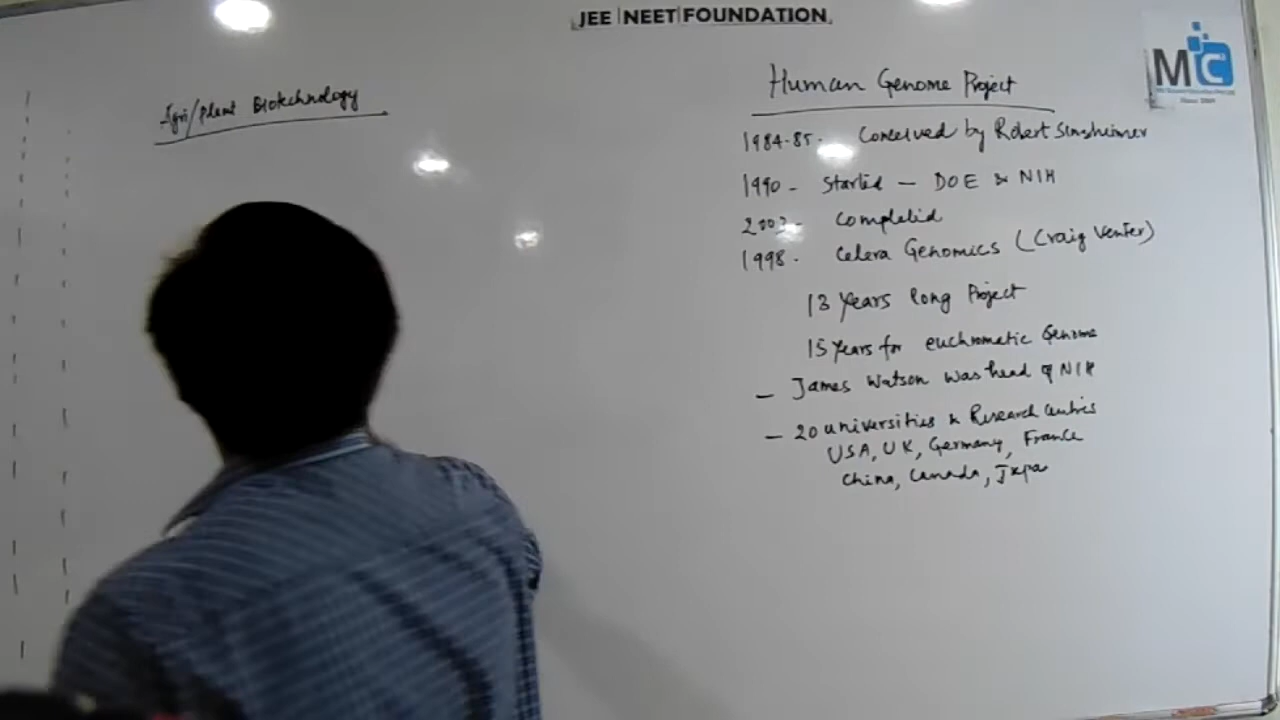 JEE | NEET | FOUNDATION
MC
Agri/Plant Biotechnology
Human Genome Project
1984-85. Conceived by Robert Sinsheimer
1990 - Started - DOE & NIH
2003 - Completed
1998. Celera Genomics (Craig Venter)
13 Years long Project
15 Years for euchromatic Genome
- James Watson was head of NIH
- 20 universities & Research Centres
USA, UK, Germany, France
China, Canada, Japa